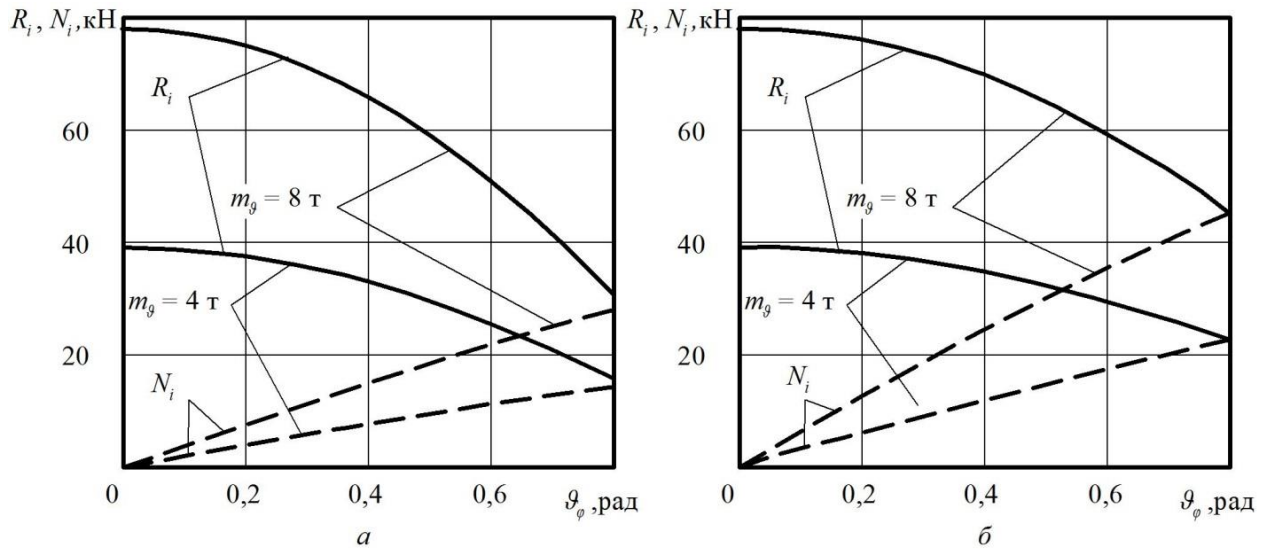 R_i, N_i, кН
R_i
60
m_ϑ = 8 т
40
m_ϑ = 4 т
20
N_i
0
0,2
0,4
0,6
ϑ_φ, рад
а
R_i, N_i, кН
R_i
60
m_ϑ = 8 т
40
m_ϑ = 4 т
20
N_i
0
0,2
0,4
0,6
ϑ_φ, рад
б